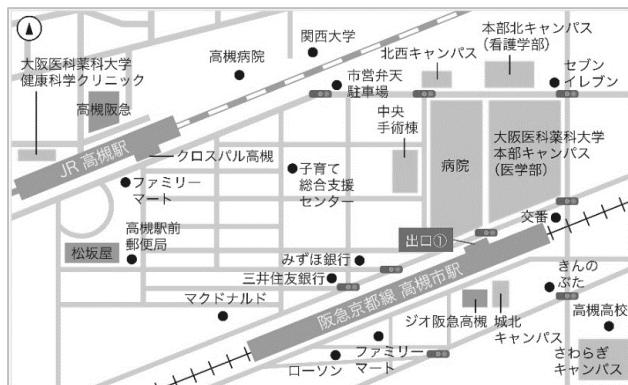 関西大学
本部北キャンパス
(看護学部)
高槻病院
北西キャンパス
セブン
イレブン
大阪医科薬科大学
健康科学クリニック
市営弁天
駐車場
高槻阪急
中央
手術棟
大阪医科薬科大学
本部キャンパス
(医学部)
JR 高槻駅
クロスパル高槻
病院
子育て
総合支援
センター
ファミリー
マート
交番
高槻駅前
郵便局
出口①
松坂屋
みずほ銀行
三井住友銀行
阪急京都線 高槻市駅
きんの
ぶた
マクドナルド
ジオ阪急高槻
城北
キャンパス
高槻高校
ローソン
ファミリー
マート
さわらぎ
キャンパス